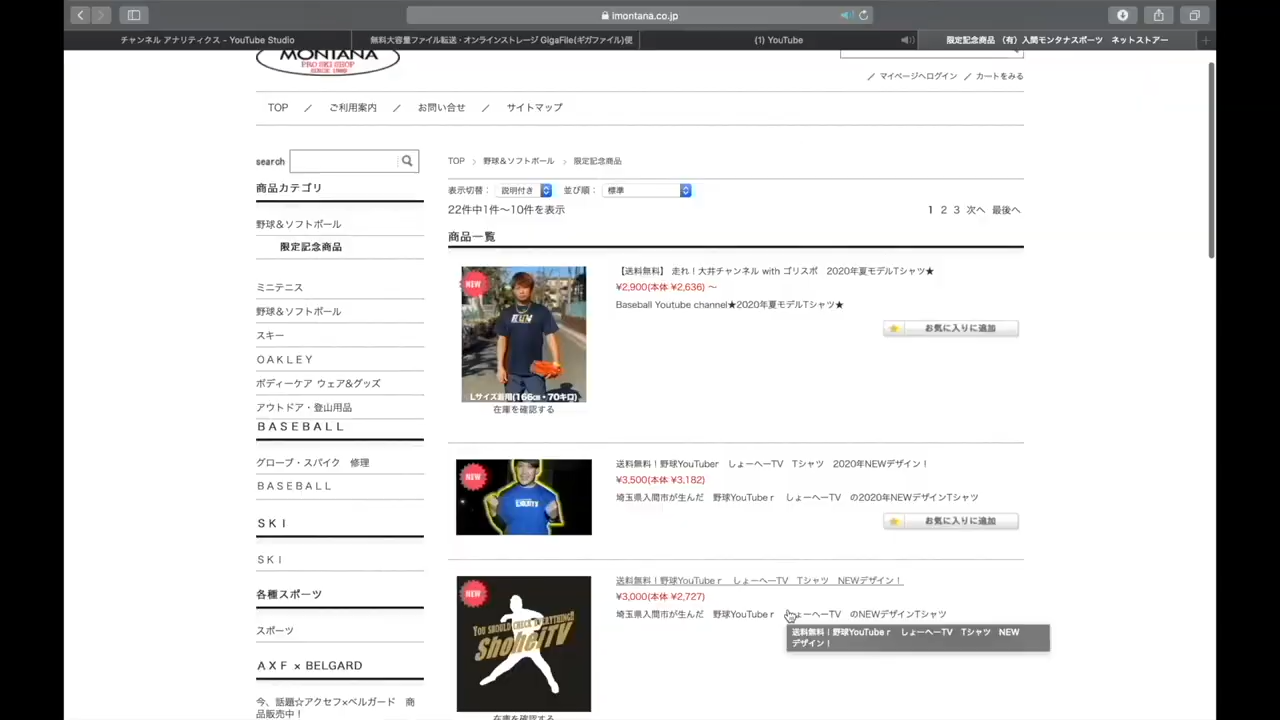 imontana.co.jp
チャンネル アナリティクス - YouTube Studio
無料大容量ファイル転送・オンラインストレージ GigaFile(ギガファイル)便
(1) YouTube
限定記念商品 （有）入間モンタナスポーツ　ネットストアー
MONTANA
PRO SKI SHOP
／ マイページへログイン ／ カートをみる
TOP ／ ご利用案内 ／ お問い合せ ／ サイトマップ
search
商品カテゴリ
野球＆ソフトボール
限定記念商品
ミニテニス
野球＆ソフトボール
スキー
ＯＡＫＬＥＹ
ボディーケア ウェア&グッズ
アウトドア・登山用品
ＢＡＳＥＢＡＬＬ
グローブ・スパイク　修理
ＢＡＳＥＢＡＬＬ
ＳＫＩ
ＳＫＩ
各種スポーツ
スポーツ
ＡＸＦ × BELGARD
今、話題☆アクセフ×ベルガード　商
品販売中！
TOP ＞ 野球＆ソフトボール ＞ 限定記念商品
表示切替： 説明付き 並び順： 標準
22件中1件〜10件を表示
1 2 3 次へ 最後へ
商品一覧
NEW
Lサイズ着用(166㎝・70キロ)
在庫を確認する
【送料無料】 走れ！大井チャンネル with ゴリスポ　2020年夏モデルTシャツ★
¥2,900(本体 ¥2,636) 〜
Baseball Youtube channel★2020年夏モデルTシャツ★
お気に入りに追加
NEW
送料無料！野球YouTuber　しょーへーTV　Tシャツ　2020年NEWデザイン！
¥3,500(本体 ¥3,182)
埼玉県入間市が生んだ　野球YouTubeｒ　しょーへーTV　の2020年NEWデザインTシャツ
お気に入りに追加
NEW
YOU SHOULD CHECK EVERYTHING!!
ShoheiTV
在庫を確認する
送料無料！野球YouTubeｒ　しょーへーTV　Tシャツ　NEWデザイン！
¥3,000(本体 ¥2,727)
埼玉県入間市が生んだ　野球YouTubeｒ　しょーへーTV　のNEWデザインTシャツ
送料無料！野球YouTubeｒ　しょーへーTV　Tシャツ　NEW
デザイン！